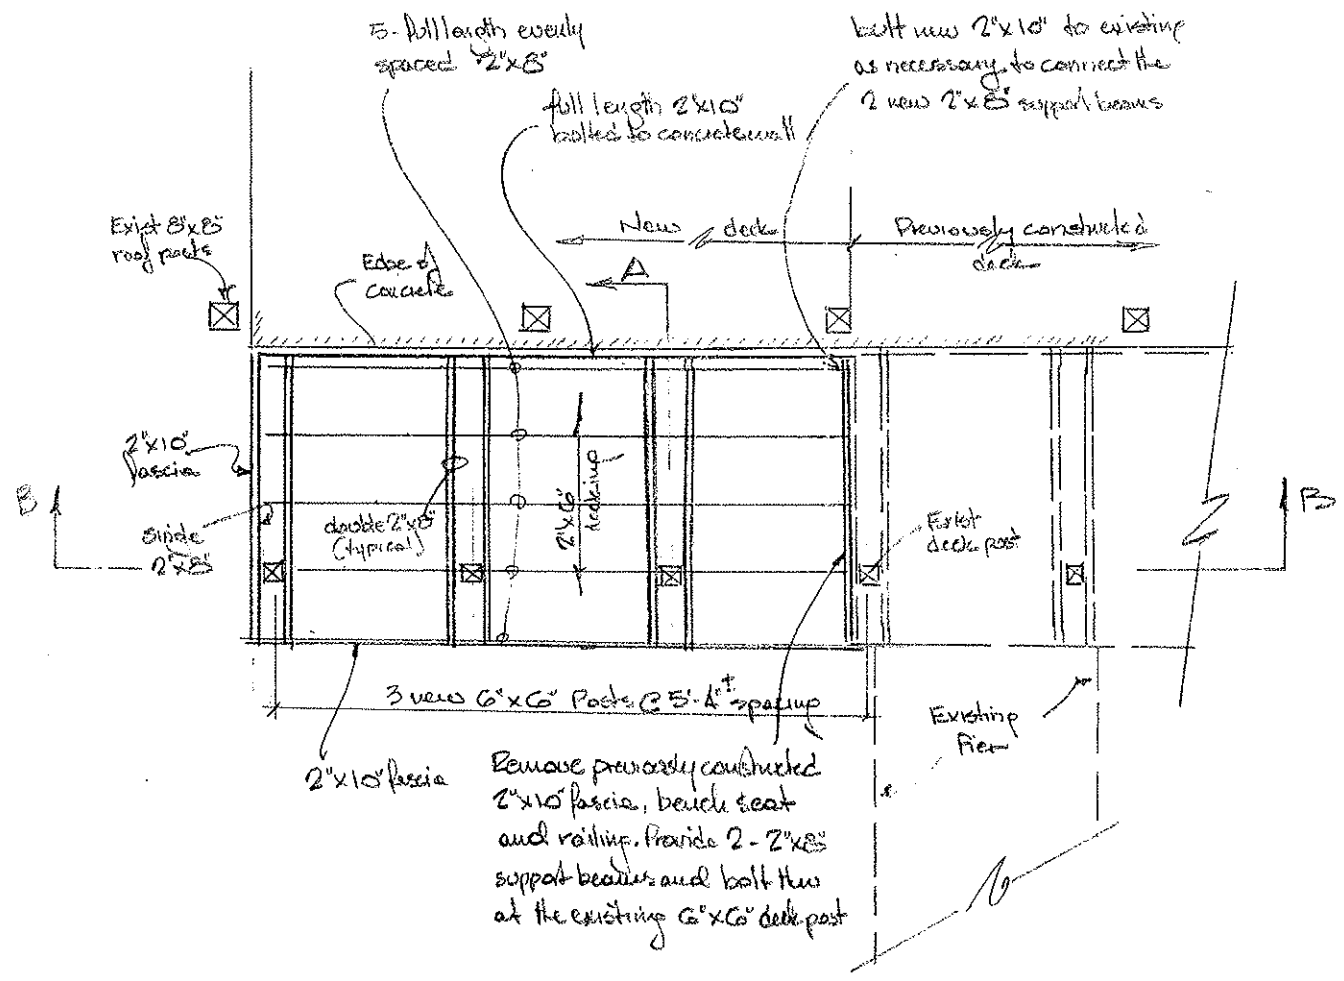 5-full length evenly
spaced 2"x8"
full length 2"x10"
bolted to concrete wall
bolt new 2"x10" to existing
as necessary to connect the
2 new 2"x8" support beams
Exist 8"x8"
roof posts
Edge of
concrete
New deck
Previously constructed
deck
A
2"x10"
fascia
B
single
2"x8"
double 2"x8"
(typical)
2"x6"
decking
Exist
deck post
B
3 new 6"x6" Posts @ 5'-4"± spacing
2"x10" fascia
Remove previously constructed
2"x10" fascia, bench seat
and railing. Provide 2-2"x8"
support beams and bolt thru
at the existing 6"x6" deck post
Existing
Pier